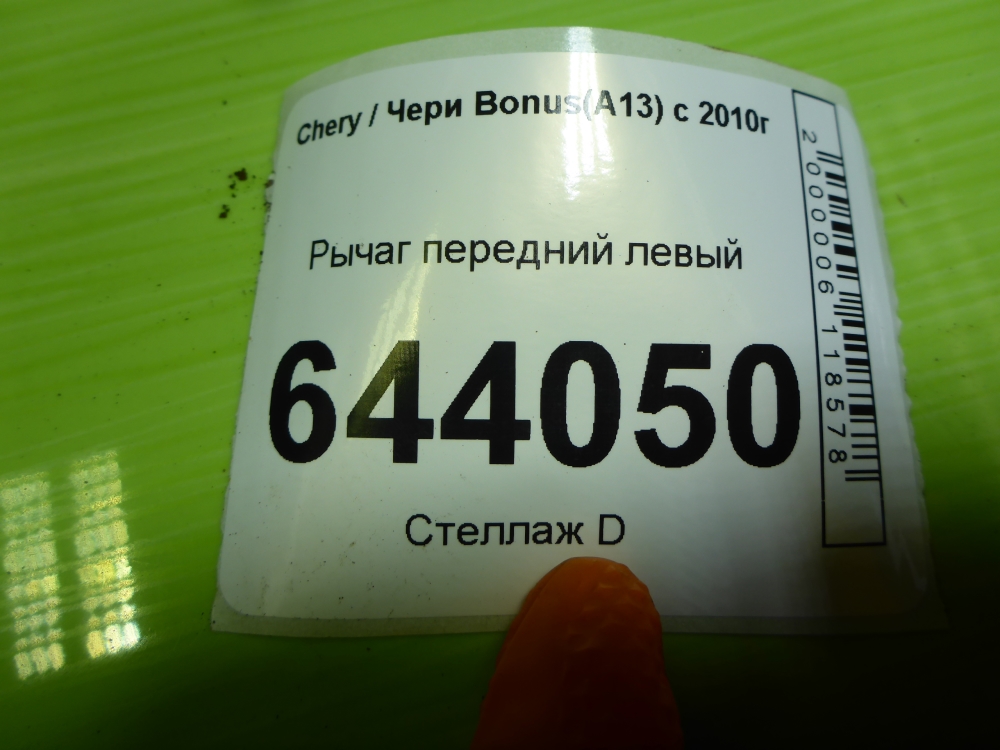 Chery / Чери Bonus(A13) с 2010г
Рычаг передний левый
644050
Стеллаж D
2000006118578